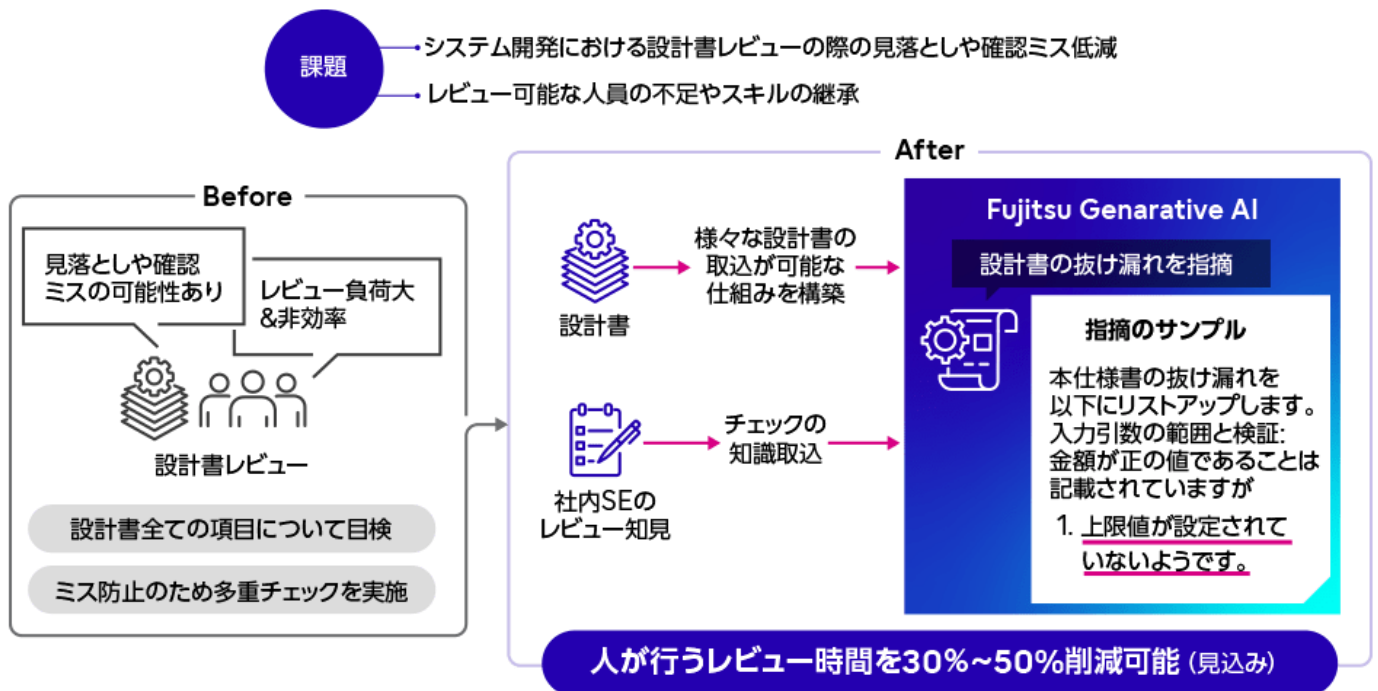 課題
システム開発における設計書レビューの際の見落としや確認ミス低減
レビュー可能な人員の不足やスキルの継承
Before
見落としや確認
ミスの可能性あり
レビュー負荷大
&非効率
設計書レビュー
設計書全ての項目について目検
ミス防止のため多重チェックを実施
After
設計書
様々な設計書の
取込が可能な
仕組みを構築
社内SEの
レビュー知見
チェックの
知識取込
Fujitsu Genarative AI
設計書の抜け漏れを指摘
指摘のサンプル
本仕様書の抜け漏れを
以下にリストアップします。
入力引数の範囲と検証:
金額が正の値であることは
記載されていますが
1. 上限値が設定されて
いないようです。
人が行うレビュー時間を30%~50%削減可能 (見込み)